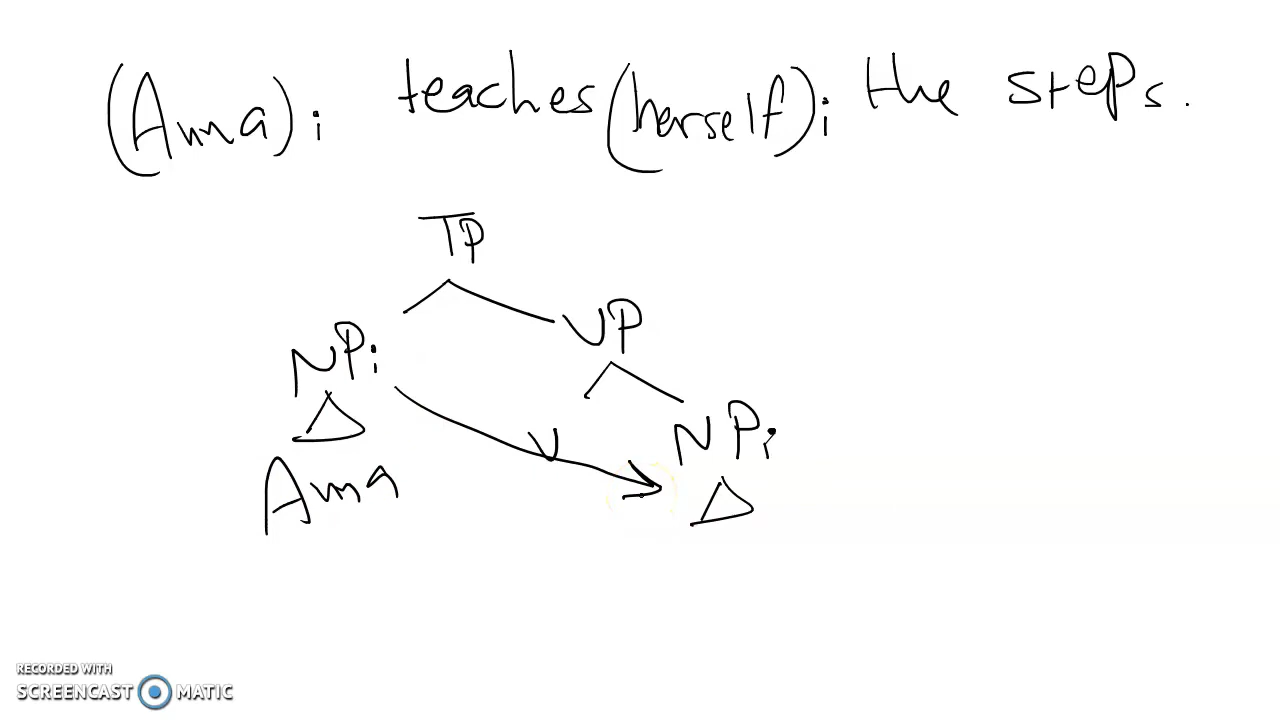 (Ama)i teaches (herself)i the steps.
TP
NPi VP
V NPi
Ama
RECORDED WITH
SCREENCAST MATIC